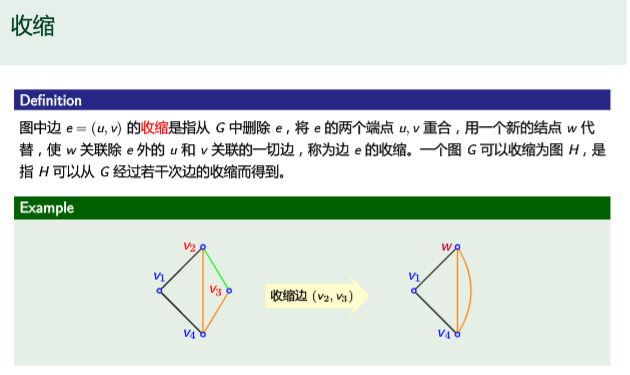 收缩
Definition
图中边 e = (u, v) 的收缩是指从 G 中删除 e，将 e 的两个端点 u, v 重合，用一个新的结点 w 代
替，使 w 关联除 e 外的 u 和 v 关联的一切边，称为边 e 的收缩。一个图 G 可以收缩为图 H，是
指 H 可以从 G 经过若干次边的收缩而得到。
Example
v₂
v₁
v₃
v₄
收缩边 (v₂, v₃)
w
v₁
v₄